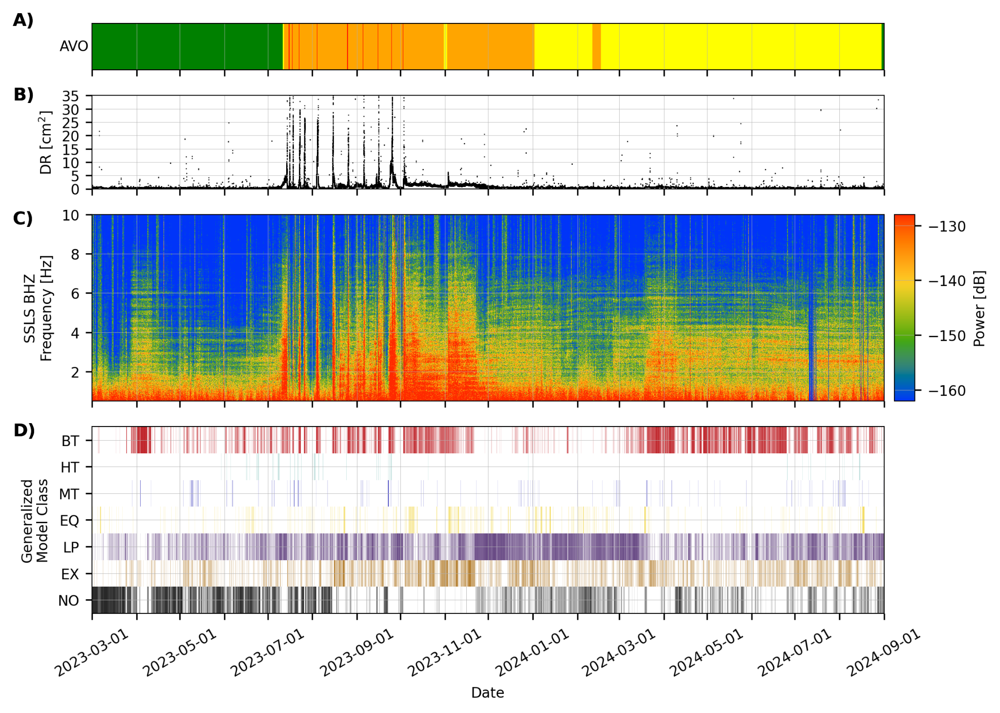 A)
AVO
B)
DR [cm²]
35
30
25
20
15
10
5
0
C)
SSLS BHZ
Frequency [Hz]
10
8
6
4
2
−130
−140
−150
−160
Power [dB]
D)
Generalized
Model Class
BT
HT
MT
EQ
LP
EX
NO
2023-03-01
2023-05-01
2023-07-01
2023-09-01
2023-11-01
2024-01-01
2024-03-01
2024-05-01
2024-07-01
2024-09-01
Date